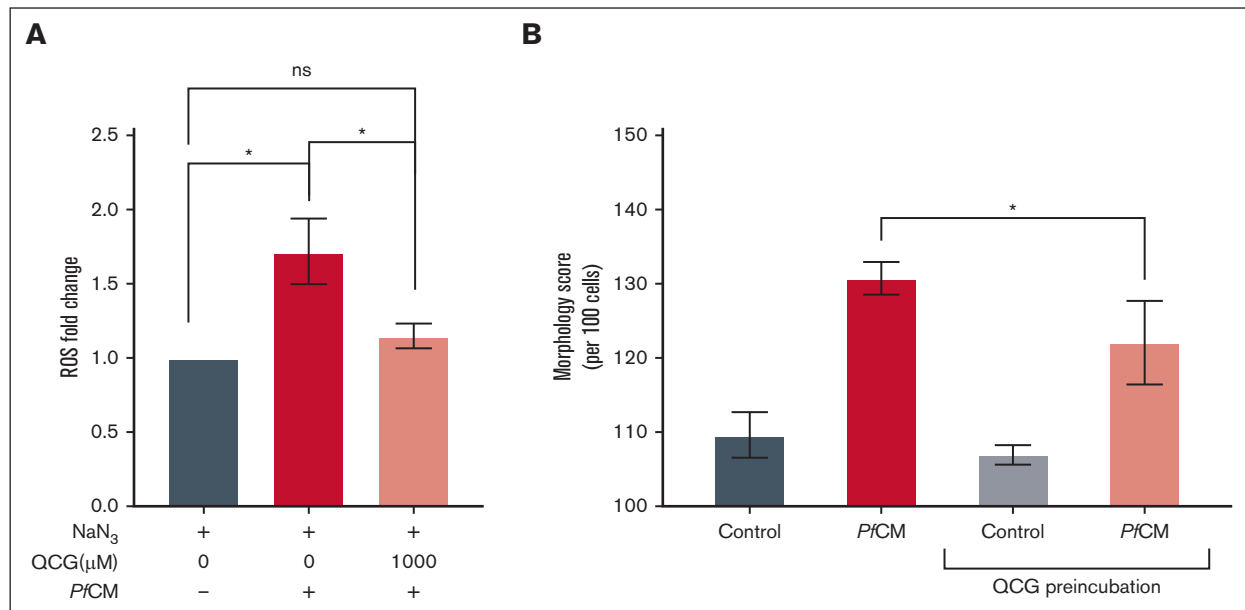 A
ns
*
*
ROS fold change
2.5
2.0
1.5
1.0
0.5
0.0
NaN₃ + + +
QCG(μM) 0 0 1000
PfCM – + +
B
*
Morphology score
(per 100 cells)
150
140
130
120
110
100
Control PfCM Control PfCM
QCG preincubation